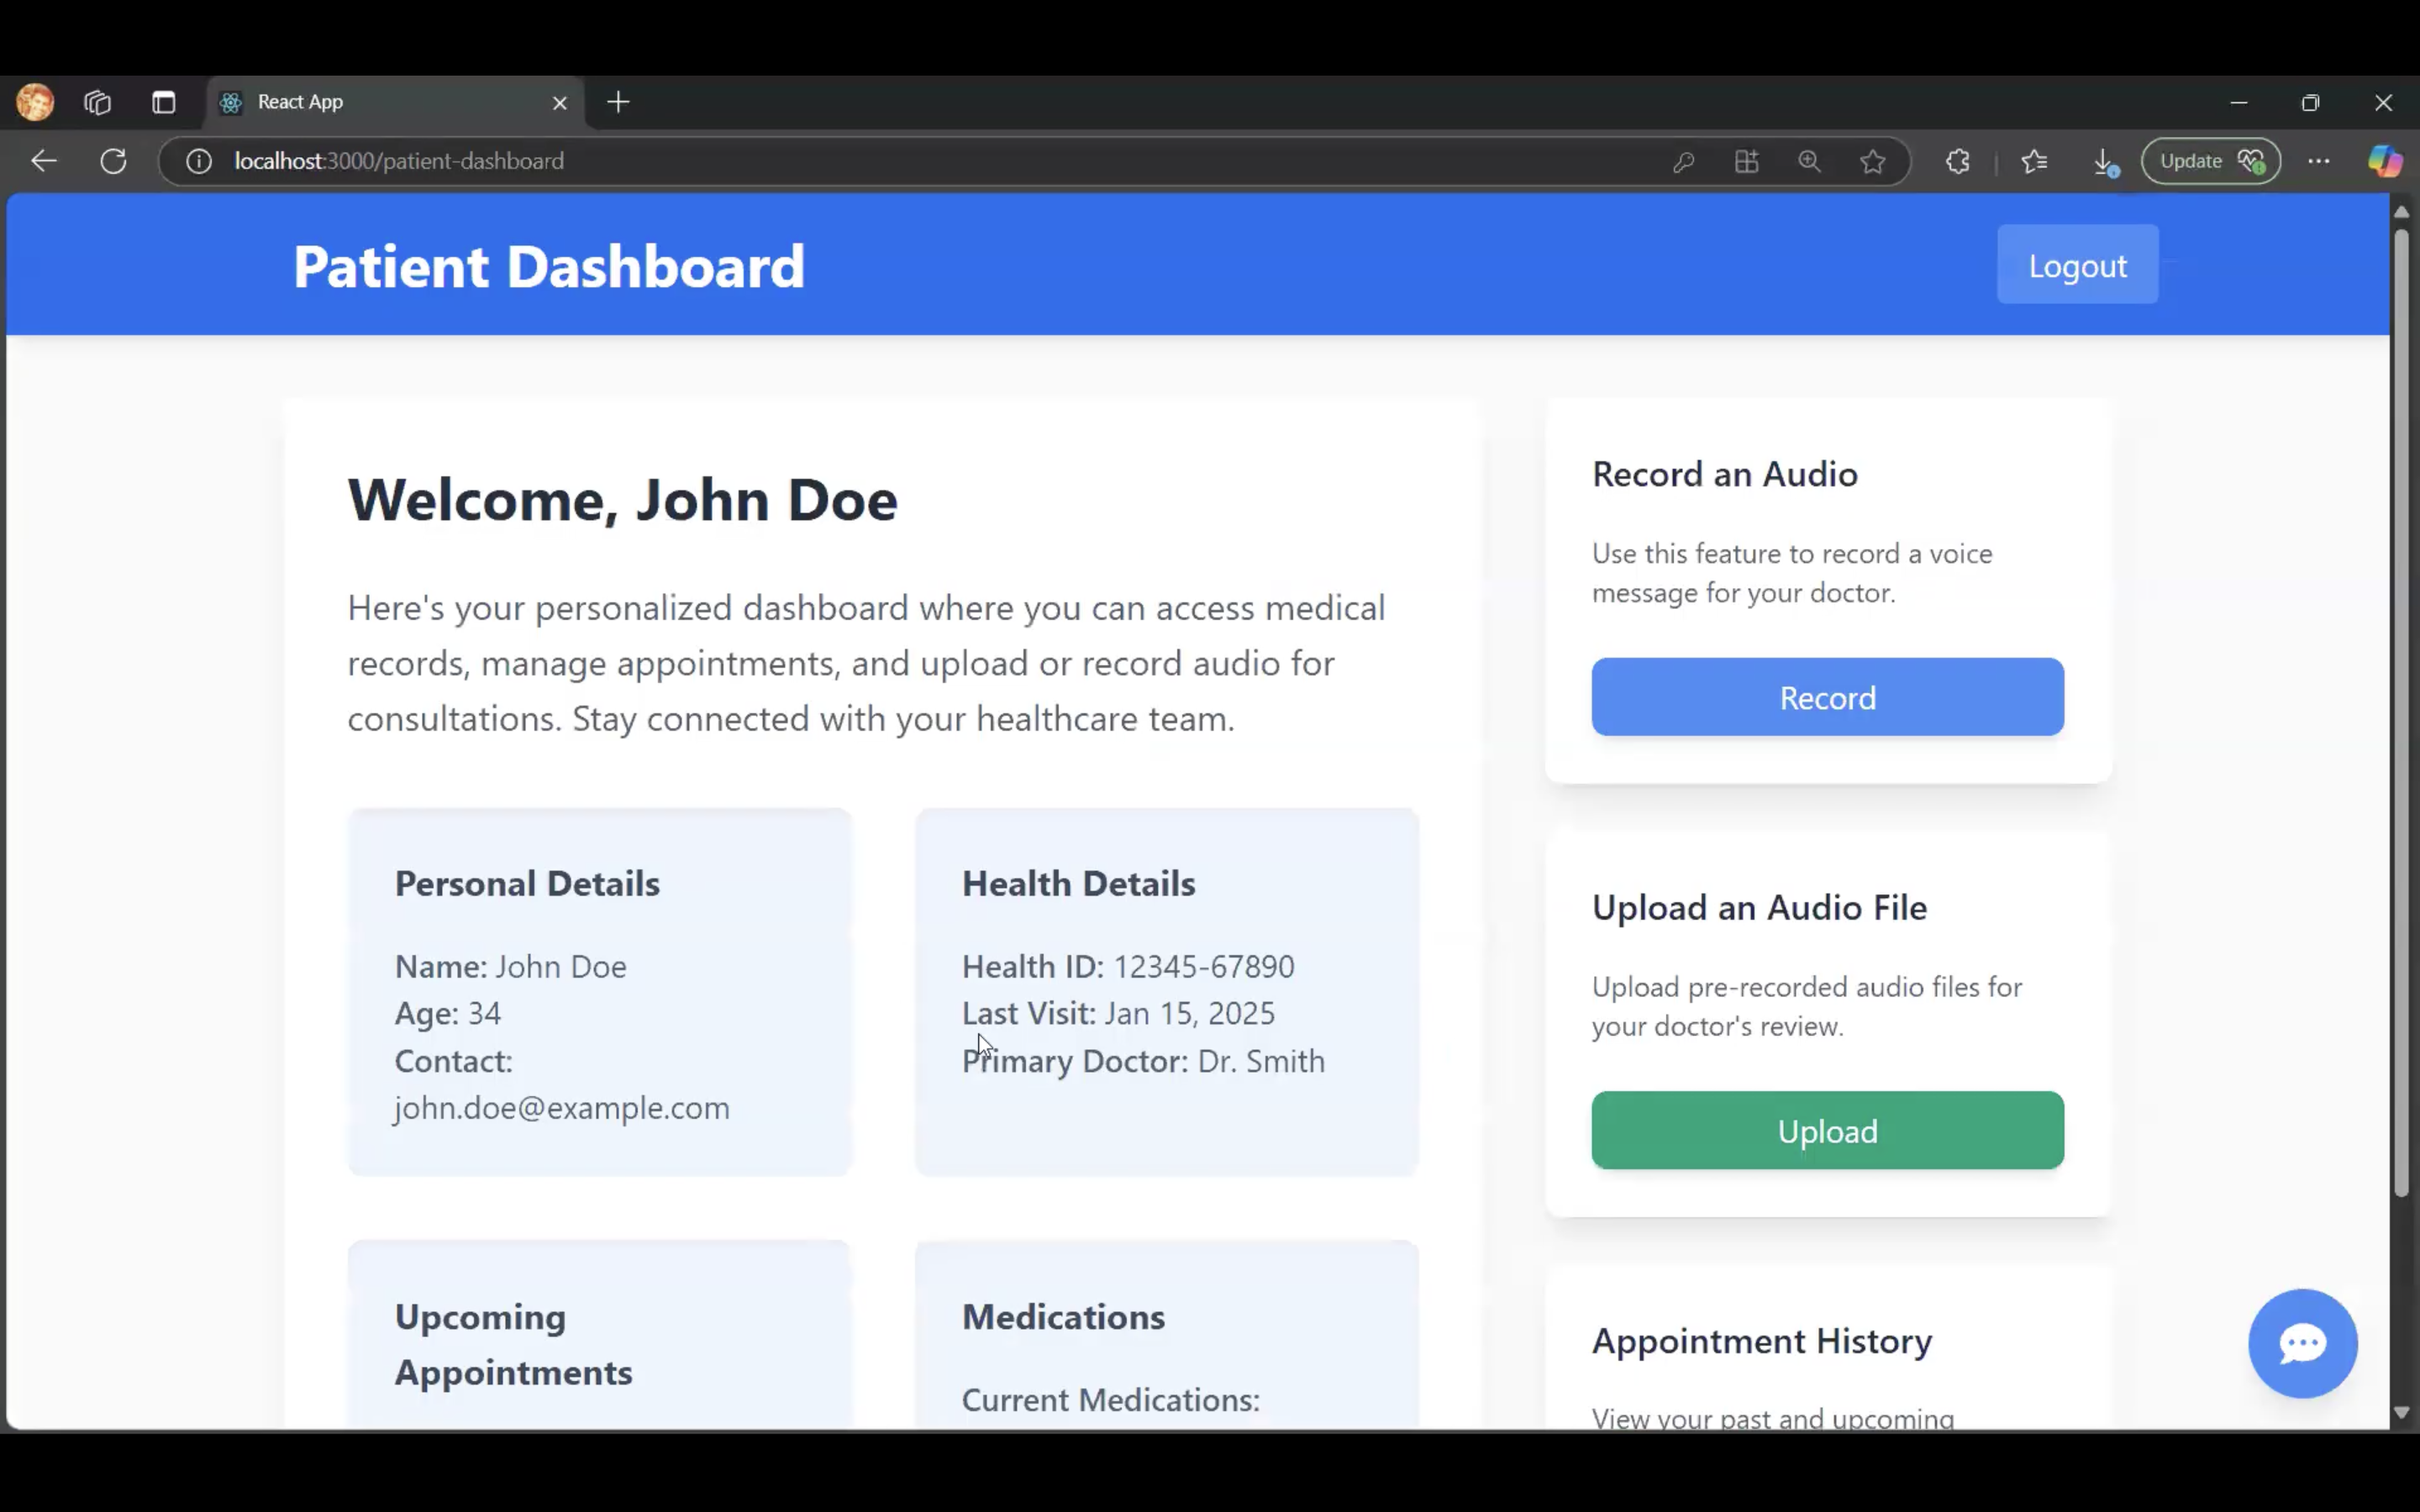 React App
localhost:3000/patient-dashboard
Update
Patient Dashboard
Logout
Welcome, John Doe
Here's your personalized dashboard where you can access medical
records, manage appointments, and upload or record audio for
consultations. Stay connected with your healthcare team.
Personal Details
Name: John Doe
Age: 34
Contact:
john.doe@example.com
Health Details
Health ID: 12345-67890
Last Visit: Jan 15, 2025
Primary Doctor: Dr. Smith
Upcoming
Appointments
Medications
Current Medications:
Record an Audio
Use this feature to record a voice
message for your doctor.
Record
Upload an Audio File
Upload pre-recorded audio files for
your doctor's review.
Upload
Appointment History
View your past and upcoming